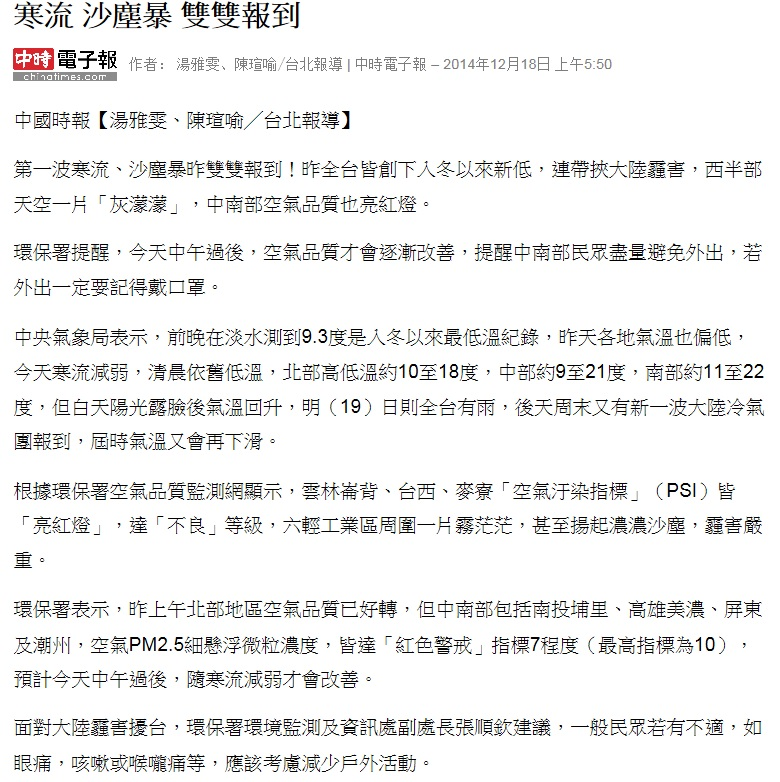 寒流 沙塵暴 雙雙報到
中時 電子報
chinatimes.com
作者： 湯雅雯、陳瑄喻/台北報導 | 中時電子報 – 2014年12月18日 上午5:50
中國時報【湯雅雯、陳瑄喻╱台北報導】
第一波寒流、沙塵暴昨雙雙報到！昨全台皆創下入冬以來新低，連帶挾大陸霾害，西半部
天空一片「灰濛濛」，中南部空氣品質也亮紅燈。
環保署提醒，今天中午過後，空氣品質才會逐漸改善，提醒中南部民眾盡量避免外出，若
外出一定要記得戴口罩。
中央氣象局表示，前晚在淡水測到9.3度是入冬以來最低溫紀錄，昨天各地氣溫也偏低，
今天寒流減弱，清晨依舊低溫，北部高低溫約10至18度，中部約9至21度，南部約11至22
度，但白天陽光露臉後氣溫回升，明（19）日則全台有雨，後天周末又有新一波大陸冷氣
團報到，屆時氣溫又會再下滑。
根據環保署空氣品質監測網顯示，雲林崙背、台西、麥寮「空氣汙染指標」（PSI）皆
「亮紅燈」，達「不良」等級，六輕工業區周圍一片霧茫茫，甚至揚起濃濃沙塵，霾害嚴
重。
環保署表示，昨上午北部地區空氣品質已好轉，但中南部包括南投埔里、高雄美濃、屏東
及潮州，空氣PM2.5細懸浮微粒濃度，皆達「紅色警戒」指標7程度（最高指標為10），
預計今天中午過後，隨寒流減弱才會改善。
面對大陸霾害擾台，環保署環境監測及資訊處副處長張順欽建議，一般民眾若有不適，如
眼痛，咳嗽或喉嚨痛等，應該考慮減少戶外活動。